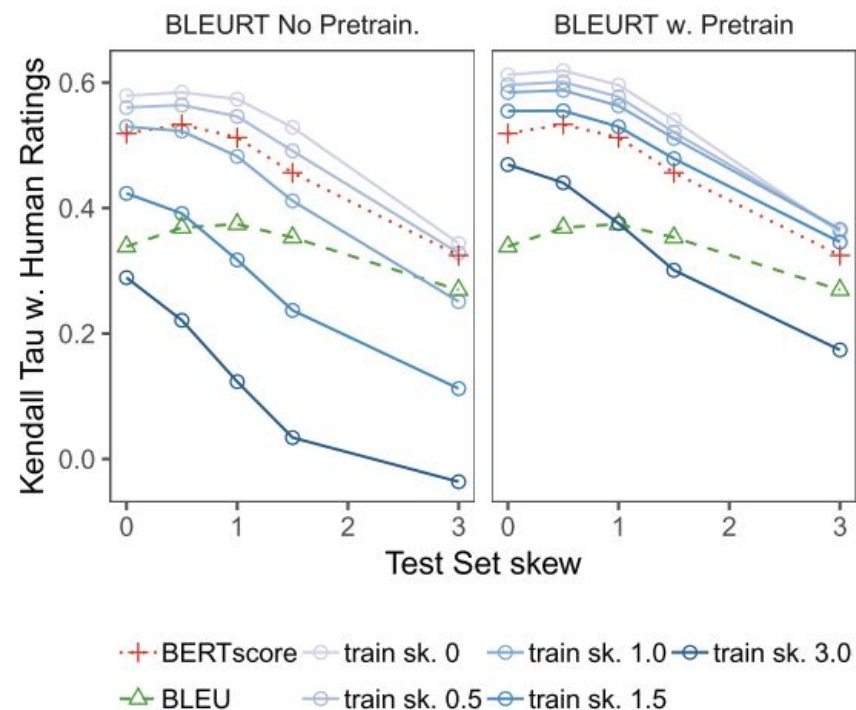 BLEURT No Pretrain. BLEURT w. Pretrain
Kendall Tau w. Human Ratings
0.6
0.4
0.2
0.0
0 1 2 3 0 1 2 3
Test Set skew
BERTscore train sk. 0 train sk. 1.0 train sk. 3.0
BLEU train sk. 0.5 train sk. 1.5